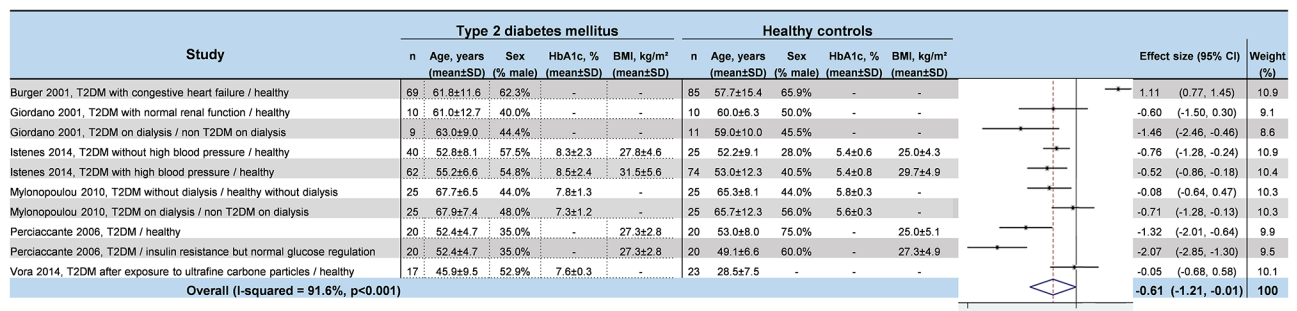 Type 2 diabetes mellitus Healthy controls
Study n Age, years (mean±SD) Sex (% male) HbA1c, % (mean±SD) BMI, kg/m² (mean±SD) n Age, years (mean±SD) Sex (% male) HbA1c, % (mean±SD) BMI, kg/m² (mean±SD) Effect size (95% CI) Weight (%)
Burger 2001, T2DM with congestive heart failure / healthy 69 61.8±11.6 62.3% - - 85 57.7±15.4 65.9% - - 1.11 (0.77, 1.45) 10.9
Giordano 2001, T2DM with normal renal function / healthy 10 61.0±12.7 40.0% - - 10 60.0±6.3 50.0% - - -0.60 (-1.50, 0.30) 9.1
Giordano 2001, T2DM on dialysis / non T2DM on dialysis 9 63.0±9.0 44.4% - - 11 59.0±10.0 45.5% - - -1.46 (-2.46, -0.46) 8.6
Istenes 2014, T2DM without high blood pressure / healthy 40 52.8±8.1 57.5% 8.3±2.3 27.8±4.6 25 52.2±9.1 28.0% 5.4±0.6 25.0±4.3 -0.76 (-1.28, -0.24) 10.9
Istenes 2014, T2DM with high blood pressure / healthy 62 55.2±6.6 54.8% 8.5±2.4 31.5±5.6 74 53.0±12.3 40.5% 5.4±0.8 29.7±4.9 -0.52 (-0.86, -0.18) 10.4
Mylonopoulou 2010, T2DM without dialysis / healthy without dialysis 25 67.7±6.5 44.0% 7.8±1.3 25 65.3±8.1 44.0% 5.8±0.3 - -0.08 (-0.64, 0.47) 10.3
Mylonopoulou 2010, T2DM on dialysis / non T2DM on dialysis 25 67.9±7.4 48.0% 7.3±1.2 25 65.7±12.3 56.0% 5.6±0.3 - -0.71 (-1.28, -0.13) 10.3
Perciaccante 2006, T2DM / healthy 20 52.4±4.7 35.0% 27.3±2.8 20 53.0±8.0 75.0% - 25.0±5.1 -1.32 (-2.01, -0.64) 9.9
Perciaccante 2006, T2DM / insulin resistance but normal glucose regulation 20 52.4±4.7 35.0% 27.3±2.8 20 49.1±6.6 60.0% - 27.3±4.9 -2.07 (-2.85, -1.30) 9.5
Vora 2014, T2DM after exposure to ultrafine carbon particles / healthy 17 45.9±9.5 52.9% 7.6±0.3 23 28.5±7.5 - - - -0.05 (-0.68, 0.58) 10.1
Overall (I-squared = 91.6%, p<0.001) -0.61 (-1.21, -0.01) 100